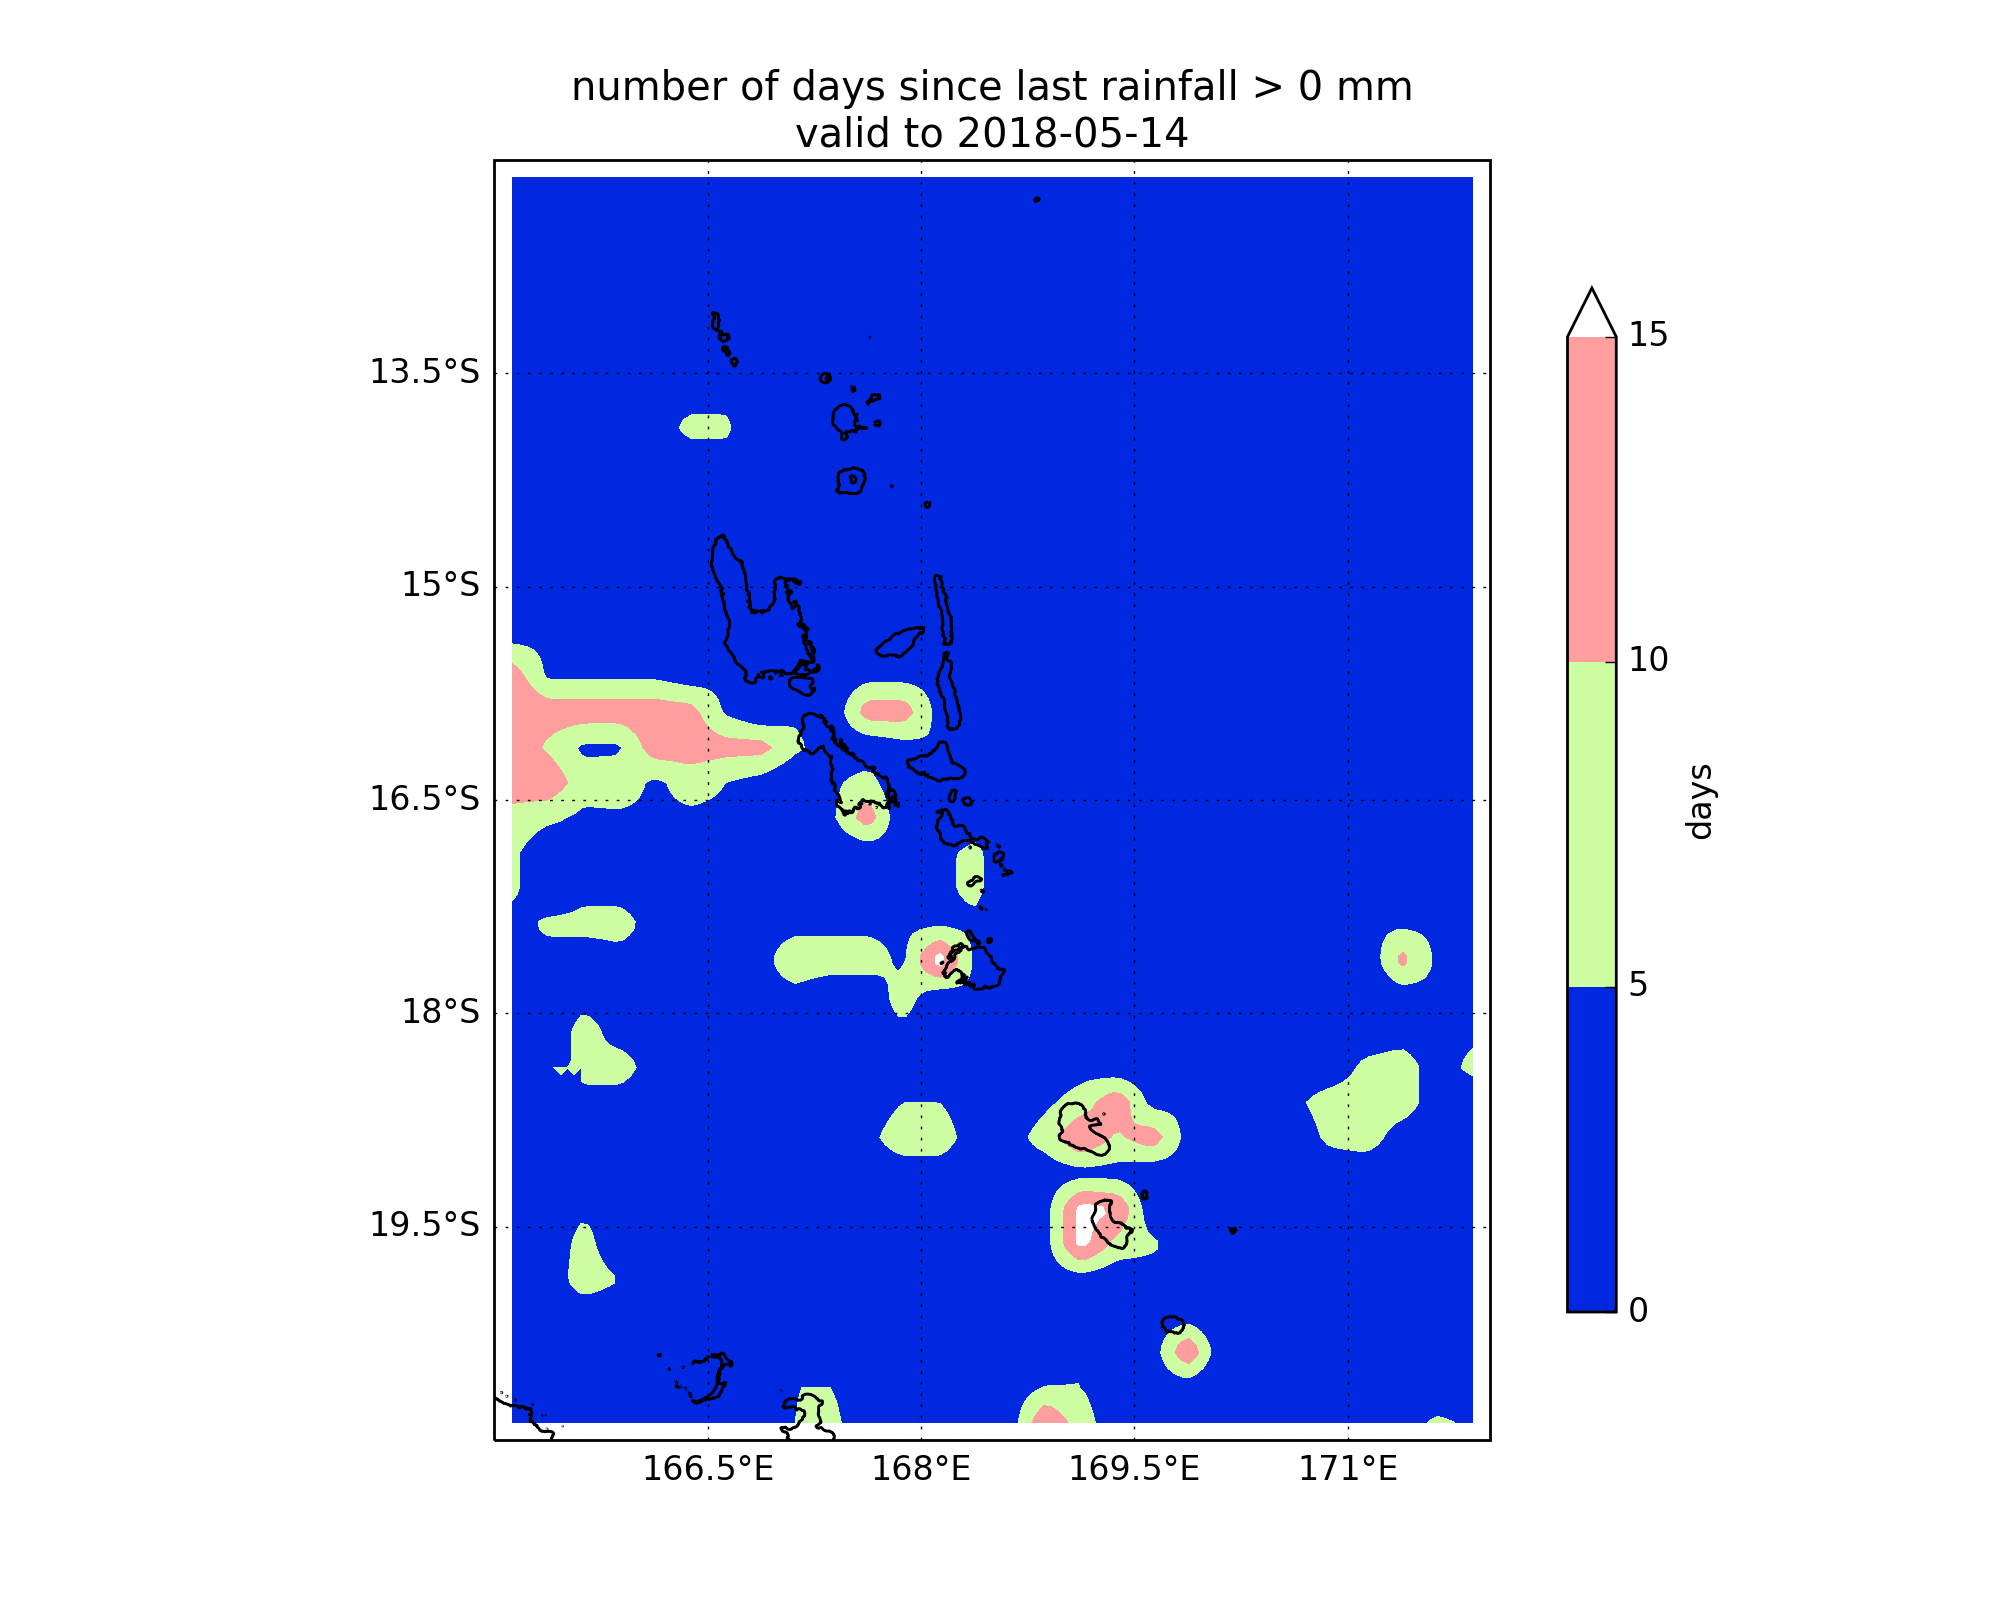 number of days since last rainfall > 0 mm
valid to 2018-05-14
13.5°S
15°S
16.5°S
18°S
19.5°S
166.5°E
168°E
169.5°E
171°E
15
10
5
0
days